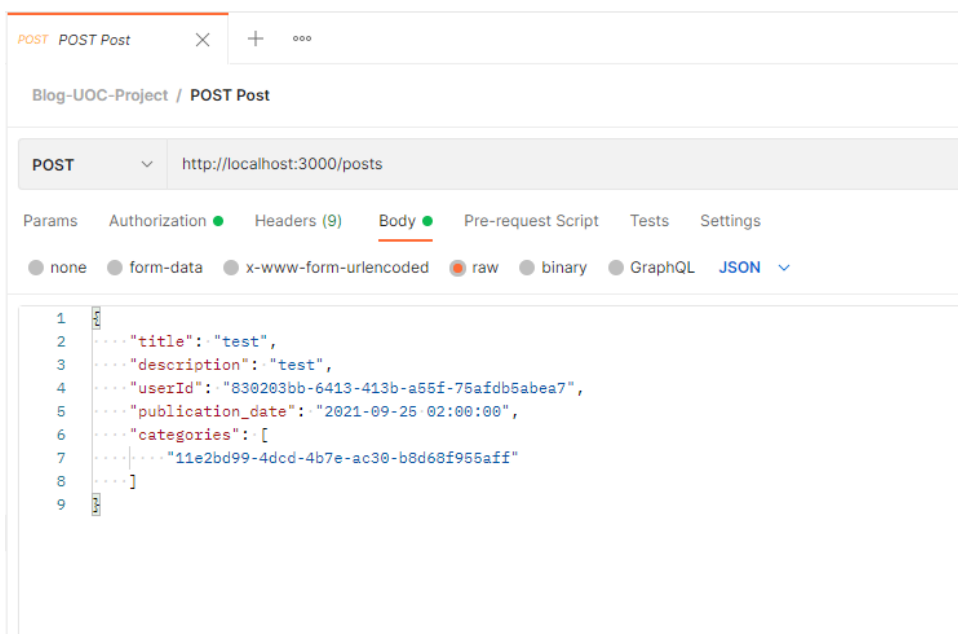 POST POST Post
Blog-UOC-Project / POST Post
POST http://localhost:3000/posts
Params Authorization Headers (9) Body Pre-request Script Tests Settings
none form-data x-www-form-urlencoded raw binary GraphQL JSON
1 {
2 "title": "test",
3 "description": "test",
4 "userId": "830203bb-6413-413b-a55f-75afdb5abea7",
5 "publication_date": "2021-09-25 02:00:00",
6 "categories": [
7 "11e2bd99-4dcd-4b7e-ac30-b8d68f955aff"
8 ]
9 }